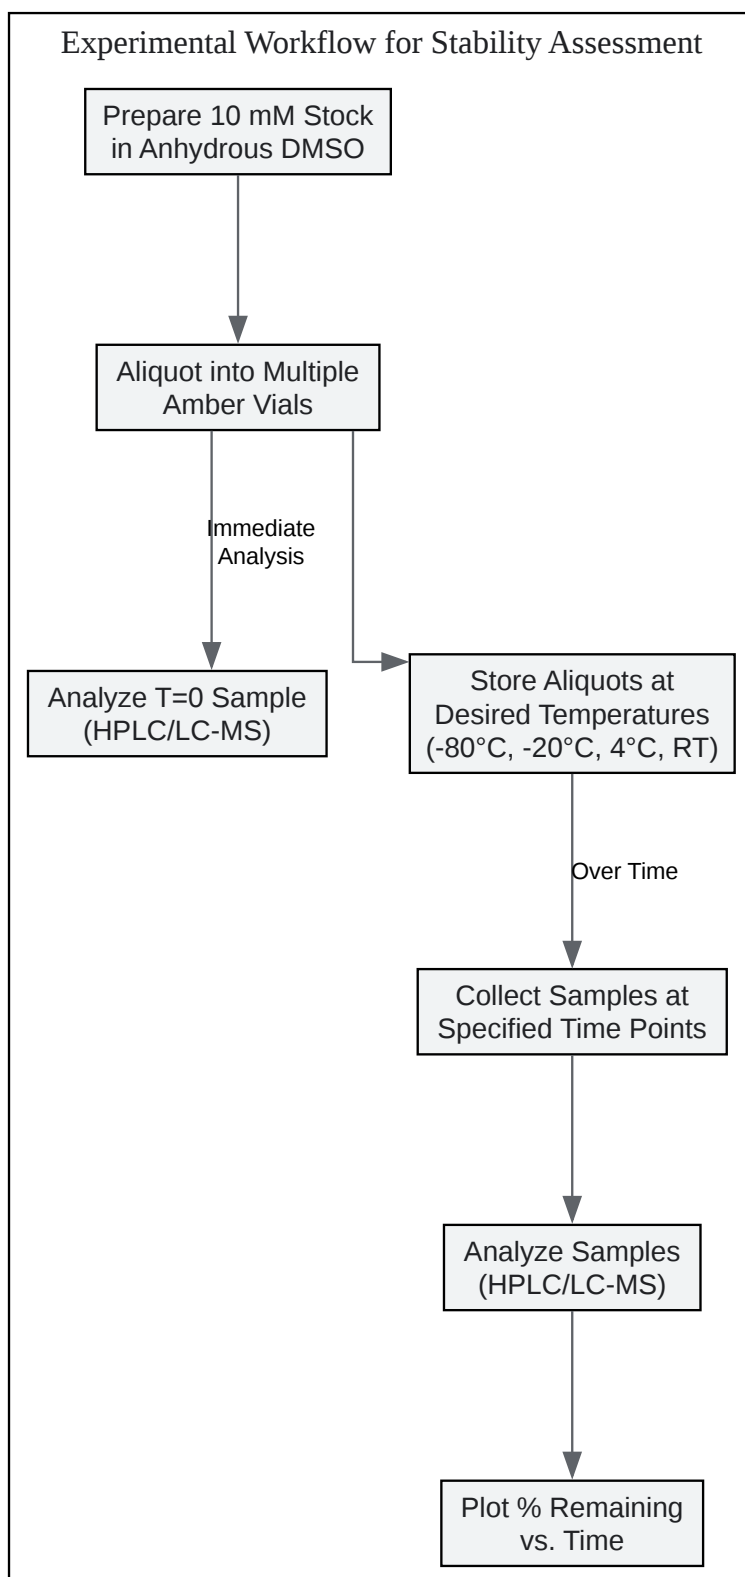 Experimental Workflow for Stability Assessment
Prepare 10 mM Stock
in Anhydrous DMSO
Aliquot into Multiple
Amber Vials
Immediate
Analysis
Analyze T=0 Sample
(HPLC/LC-MS)
Store Aliquots at
Desired Temperatures
(-80°C, -20°C, 4°C, RT)
Over Time
Collect Samples at
Specified Time Points
Analyze Samples
(HPLC/LC-MS)
Plot % Remaining
vs. Time